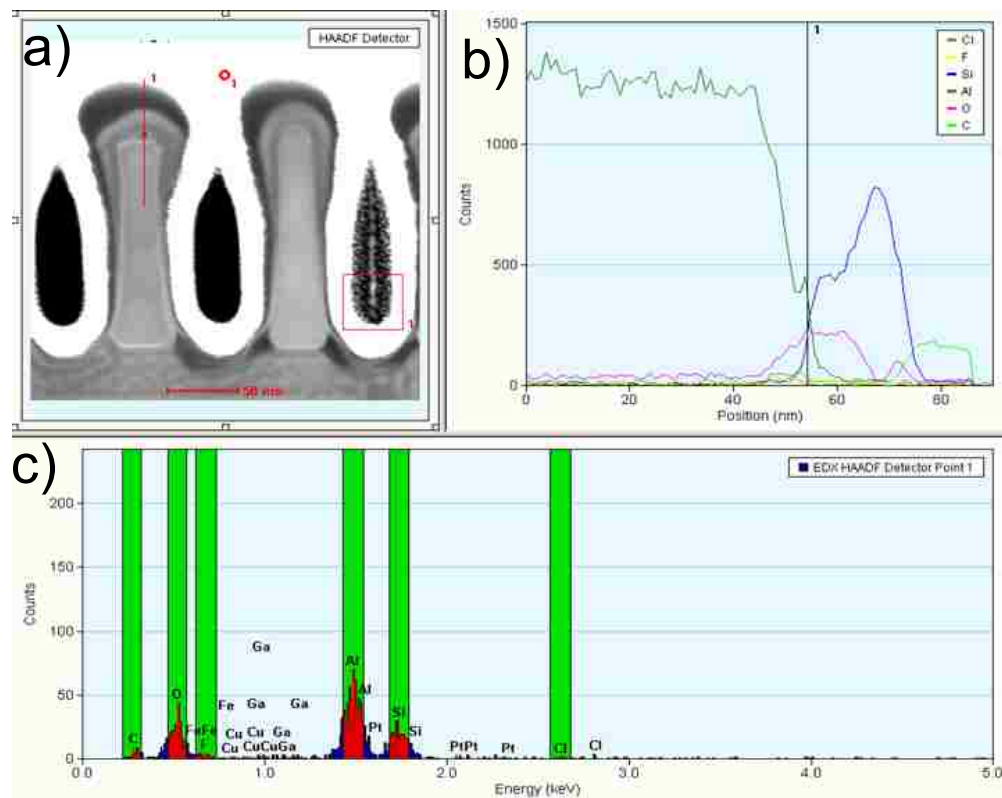 a)
HAADF Detector
1
1
1
50 nm
b)
1
Cl
F
Si
Al
O
C
1500
1000
500
0
Counts
0 20 40 60 80
Position (nm)
c)
EDX HAADF Detector Point 1
200
150
100
50
0
Counts
Ga
Al
O Fe Ga Ga Al
Si
C Fe Fe Cu Cu Ga Pt Si
F Cu Cu Cu Ga Pt Pt Pt Cl Cl
0.0 1.0 2.0 3.0 4.0 5.0
Energy (keV)